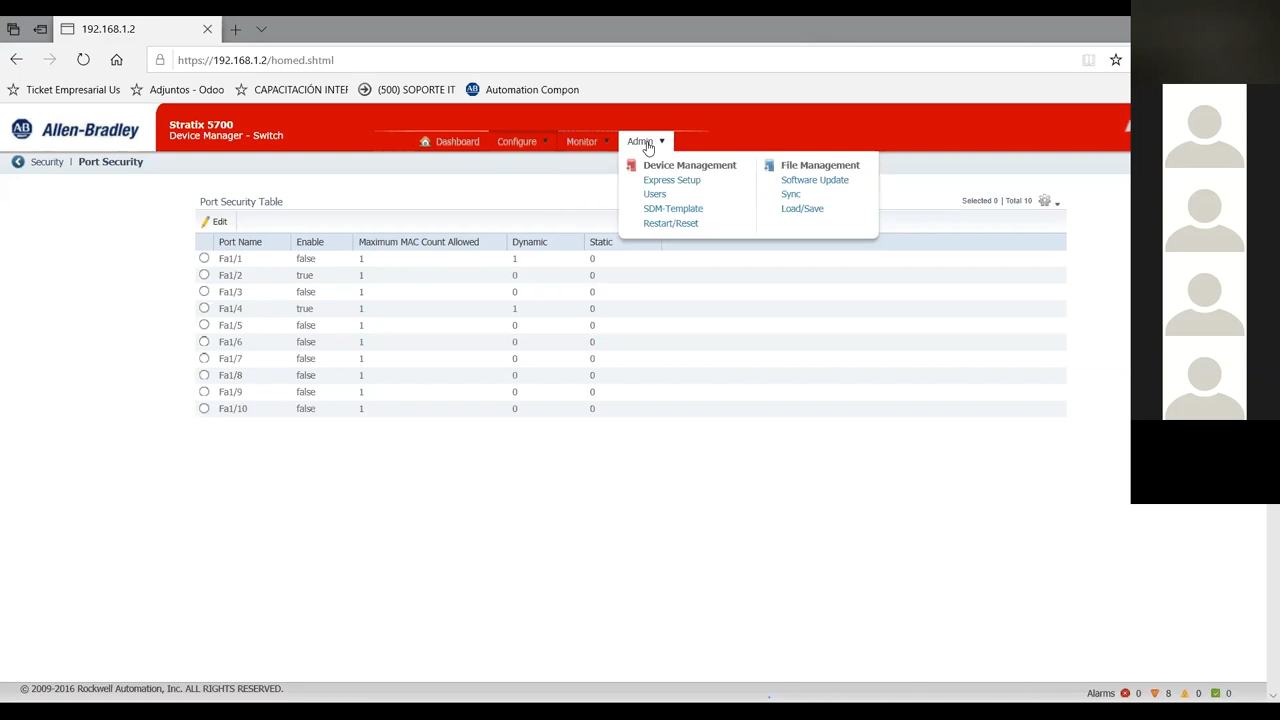 192.168.1.2
https://192.168.1.2/homed.shtml
Ticket Empresarial Us Adjuntos - Odoo CAPACITACIÓN INTEF (500) SOPORTE IT Automation Compon
Allen-Bradley
Stratix 5700
Device Manager - Switch
Dashboard Configure Monitor Admin
Security | Port Security
Device Management File Management
Express Setup Software Update
Users Sync
SDM-Template Load/Save
Restart/Reset
Port Security Table Selected 0 | Total 10
Edit
Port Name Enable Maximum MAC Count Allowed Dynamic Static
Fa1/1 false 1 1 0
Fa1/2 true 1 0 0
Fa1/3 false 1 0 0
Fa1/4 true 1 1 0
Fa1/5 false 1 0 0
Fa1/6 false 1 0 0
Fa1/7 false 1 0 0
Fa1/8 false 1 0 0
Fa1/9 false 1 0 0
Fa1/10 false 1 0 0
© 2009-2016 Rockwell Automation, Inc. ALL RIGHTS RESERVED. Alarms 0 8 0 0